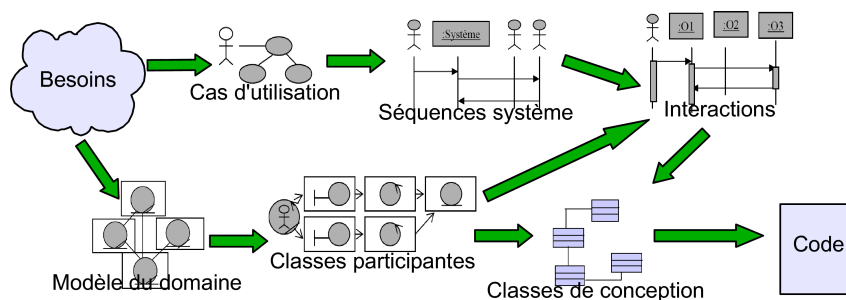 :Système
:O1
:O2
:O3
Besoins
Cas d'utilisation
Séquences système
Interactions
Modèle du domaine
Classes participantes
Classes de conception
Code